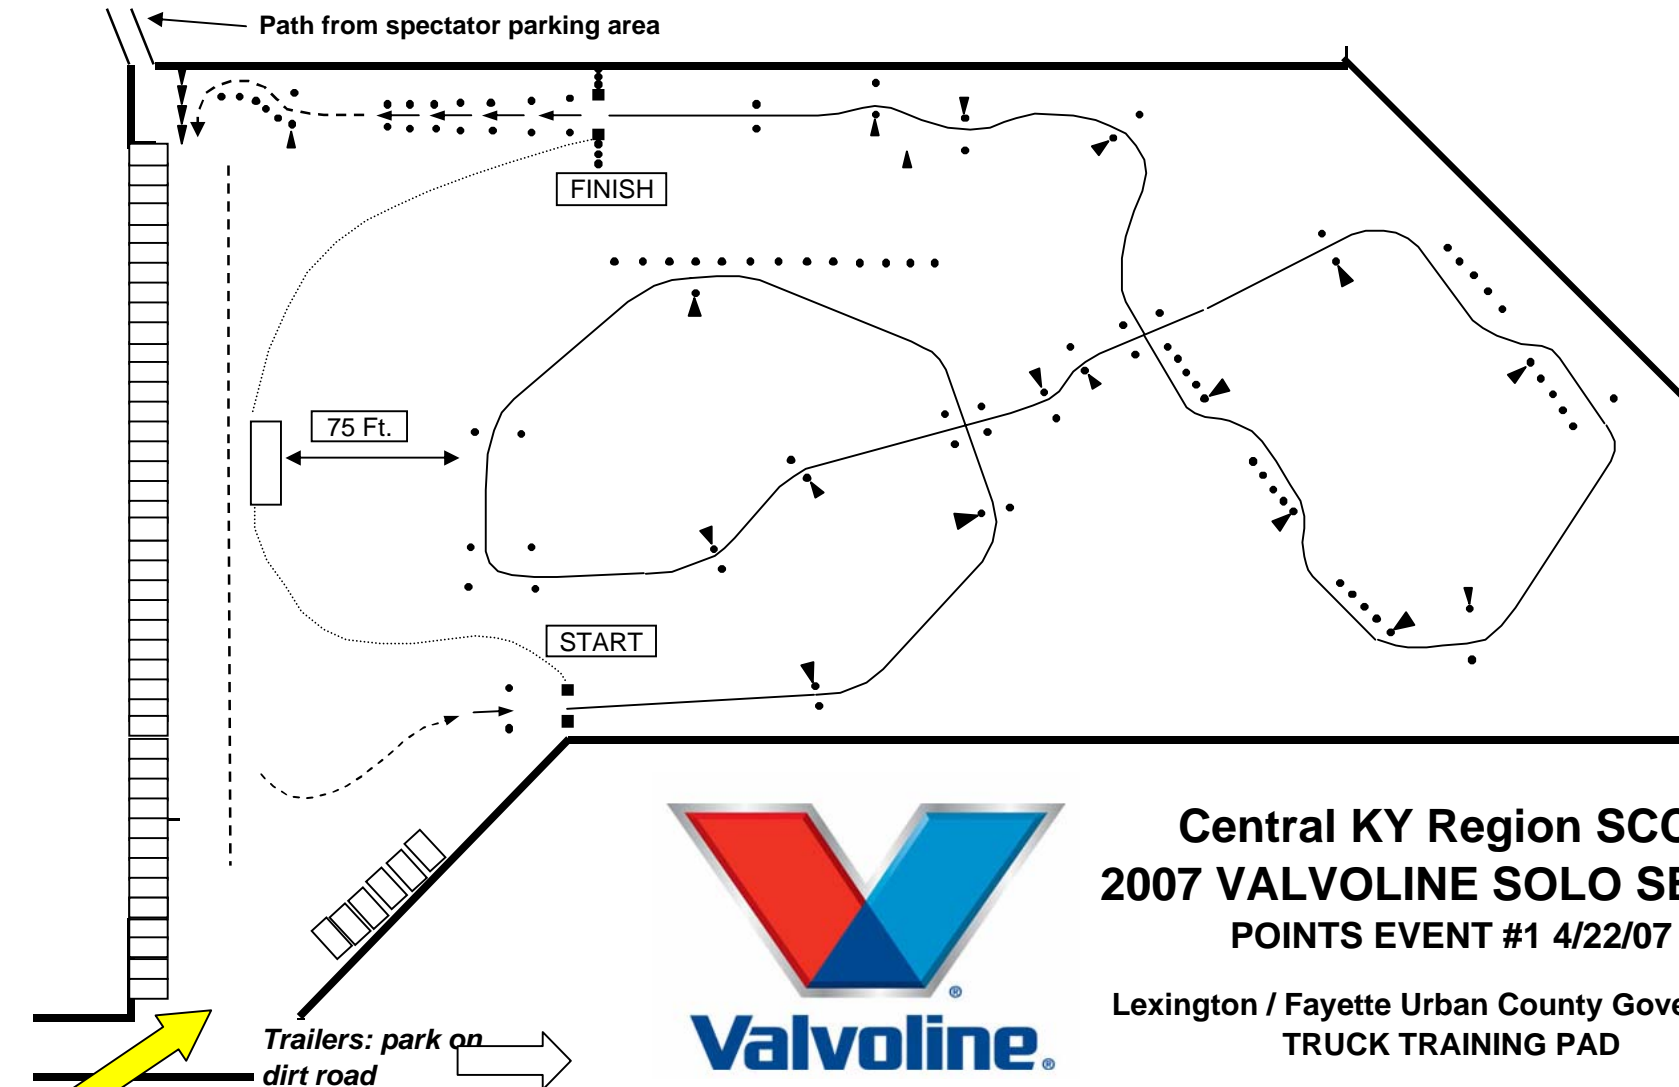 Path from spectator parking area
FINISH
75 Ft.
START
Central KY Region SCC
2007 VALVOLINE SOLO SE
POINTS EVENT #1 4/22/07
Lexington / Fayette Urban County Gove
TRUCK TRAINING PAD
Trailers: park on
dirt road
®
Valvoline®